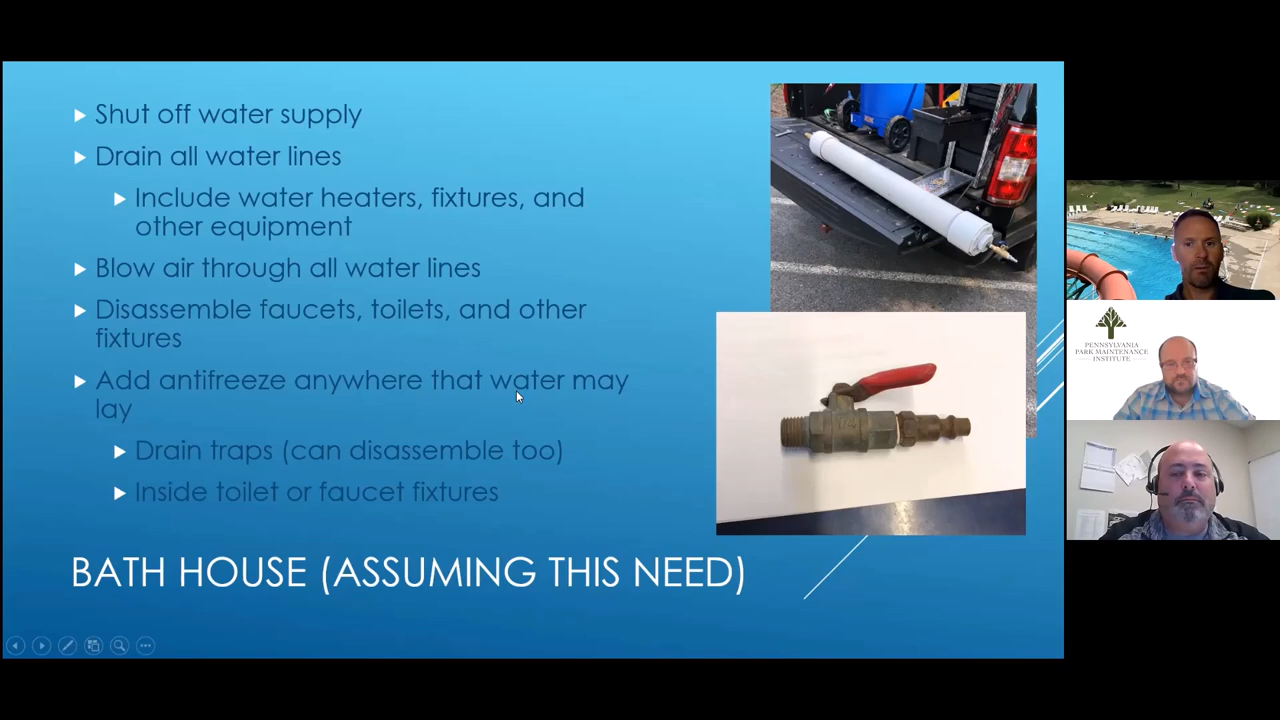 Shut off water supply
Drain all water lines
Include water heaters, fixtures, and
other equipment
Blow air through all water lines
Disassemble faucets, toilets, and other
fixtures
Add antifreeze anywhere that water may
lay
Drain traps (can disassemble too)
Inside toilet or faucet fixtures
BATH HOUSE (ASSUMING THIS NEED)
PENNSYLVANIA
PARK MAINTENANCE
INSTITUTE